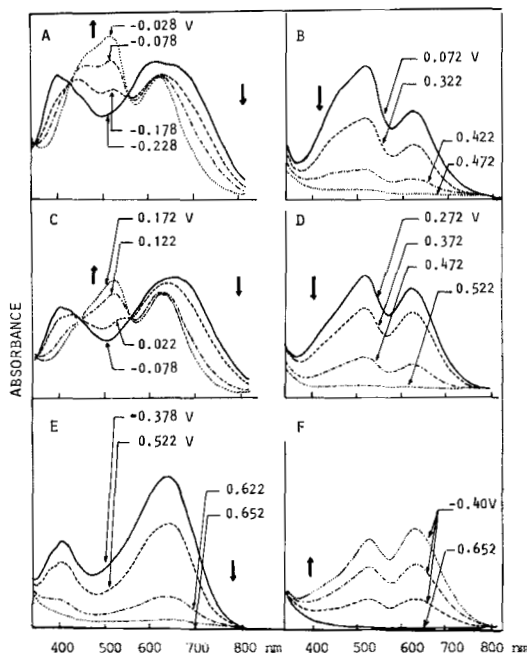 A
-0.028 V
-0.078
-0.178
-0.228
B
0.072 V
0.322
0.422
0.472
C
0.172 V
0.122
0.022
-0.078
D
0.272 V
0.372
0.472
0.522
ABSORBANCE
E
-0.378 V
0.522 V
0.622
0.652
F
-0.40V
0.652
400 500 600 700 nm
400 500 600 700 nm